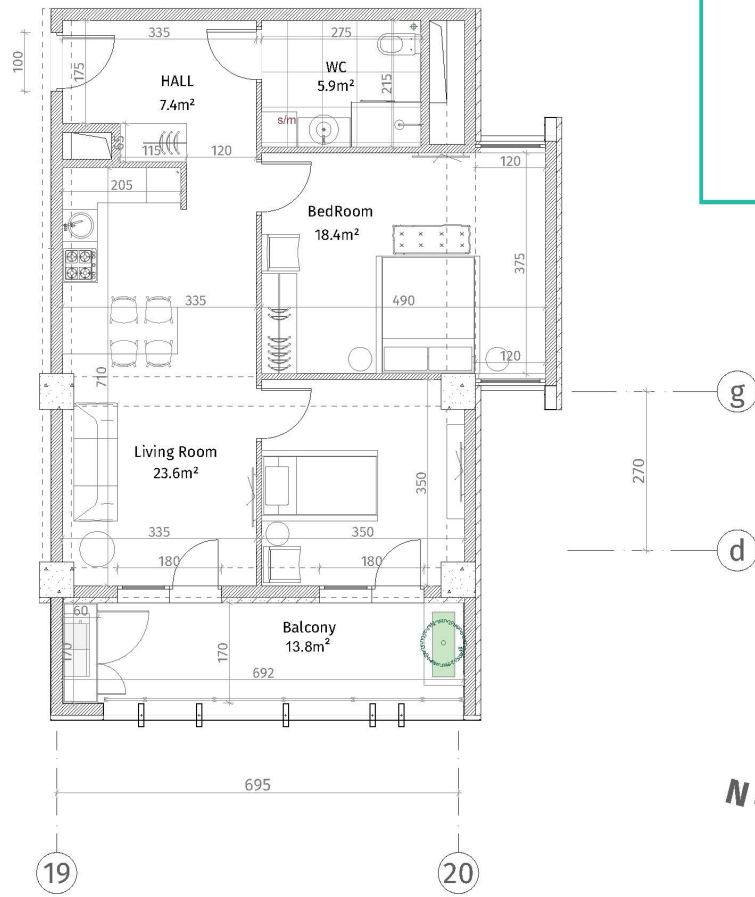 335
275
100
175
WC
5.9m²
HALL
7.4m²
215
s/m
65
115
120
120
205
BedRoom
18.4m²
375
335
490
120
710
g
Living Room
23.6m²
350
270
335
350
d
180
180
60
Balcony
13.8m²
170
170
692
695
N
19
20